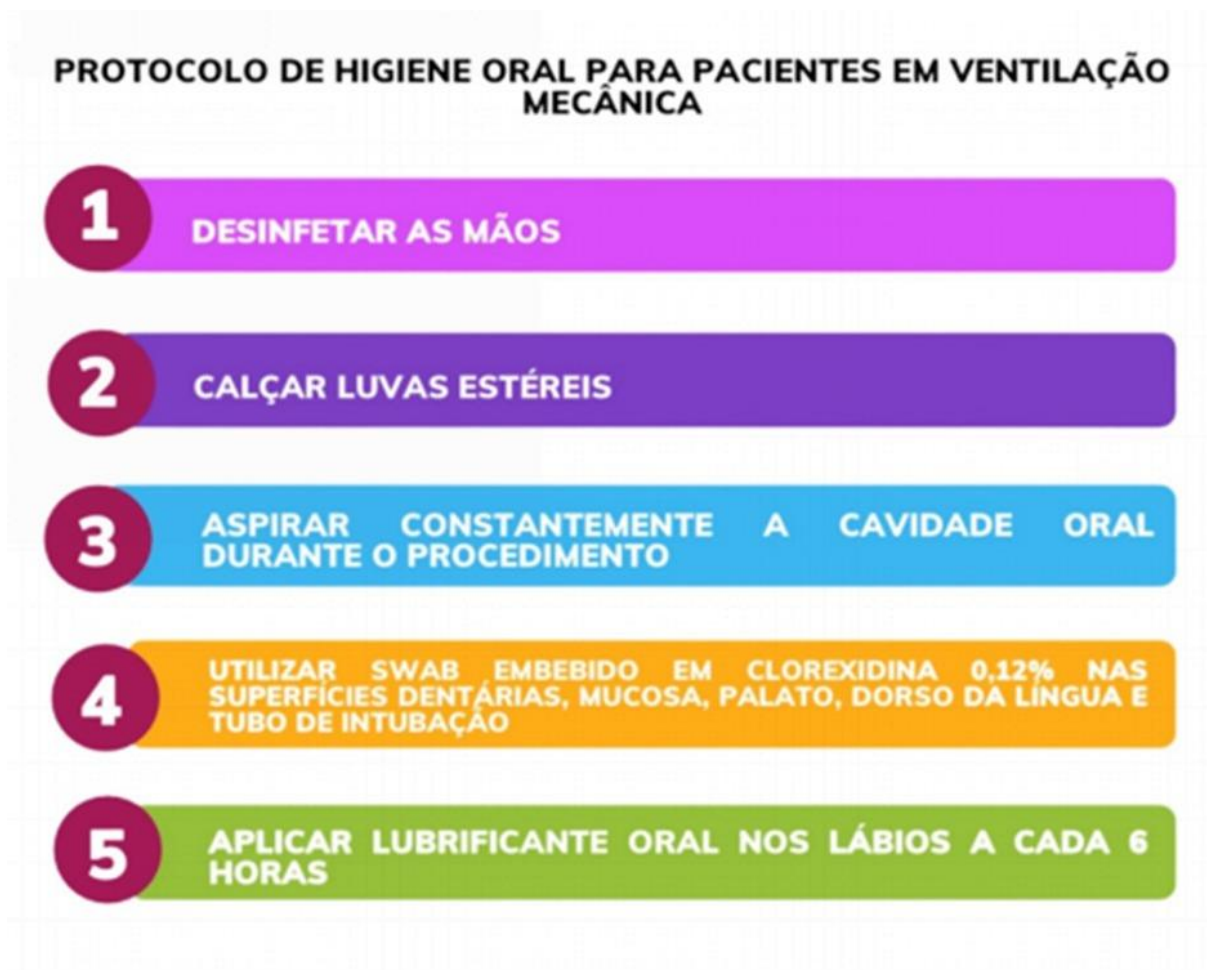 PROTOCOLO DE HIGIENE ORAL PARA PACIENTES EM VENTILAÇÃO
MECÂNICA
1
DESINFETAR AS MÃOS
2
CALÇAR LUVAS ESTÉREIS
3
ASPIRAR CONSTANTEMENTE A CAVIDADE ORAL
DURANTE O PROCEDIMENTO
4
UTILIZAR SWAB EMBEBIDO EM CLOREXIDINA 0,12% NAS
SUPERFÍCIES DENTÁRIAS, MUCOSA, PALATO, DORSO DA LÍNGUA E
TUBO DE INTUBAÇÃO
5
APLICAR LUBRIFICANTE ORAL NOS LÁBIOS A CADA 6
HORAS